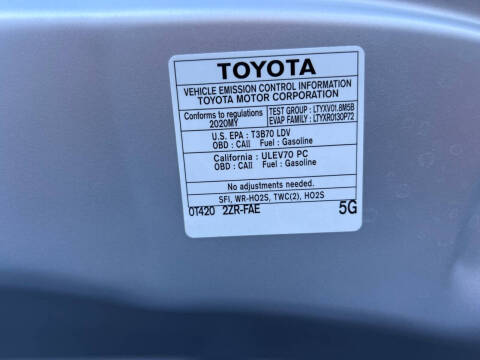 TOYOTA
VEHICLE EMISSION CONTROL INFORMATION
TOYOTA MOTOR CORPORATION
Conforms to regulations
2020MY
TEST GROUP : LTYXV01.8M5B
EVAP FAMILY : LTYXR0130P72
U.S. EPA : T3B70 LDV
OBD : CAII Fuel : Gasoline
California : ULEV70 PC
OBD : CAII Fuel : Gasoline
No adjustments needed.
SFI, WR-HO2S, TWC(2), HO2S
0T420 2ZR-FAE 5G